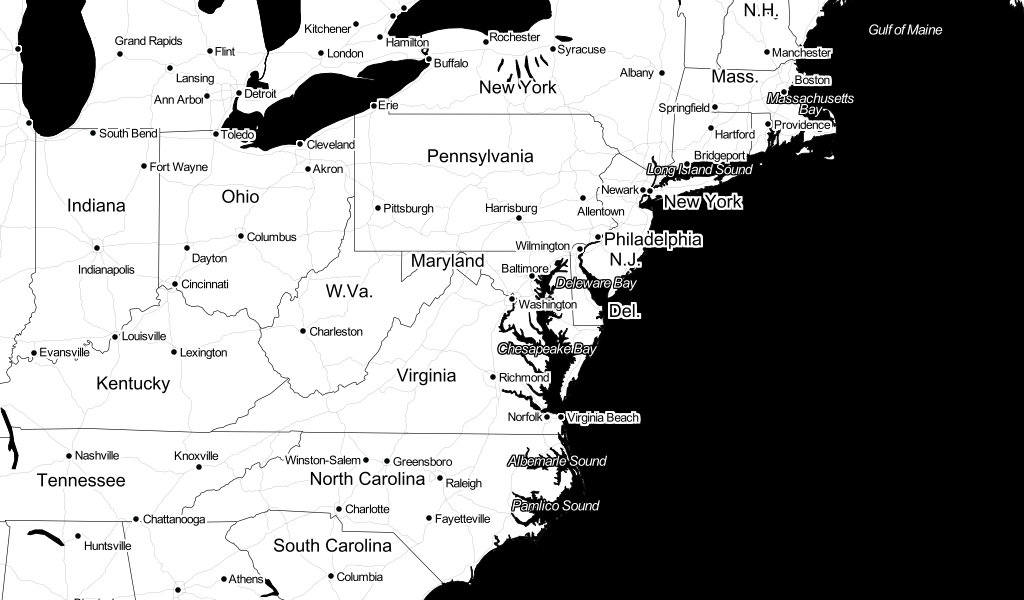 N.H.
Gulf of Maine
Kitchener
Grand Rapids
Flint
London
Hamilton
Rochester
Syracuse
Manchester
Buffalo
Lansing
Albany
Mass.
Boston
New York
Ann Arbor
Detroit
Erie
Springfield
Massachusetts
Bay
South Bend
Toledo
Cleveland
Hartford
Providence
Pennsylvania
Bridgeport
Fort Wayne
Akron
Long Island Sound
Newark
Ohio
Indiana
Pittsburgh
Harrisburg
Allentown
New York
Columbus
Philadelphia
Wilmington
Dayton
Indianapolis
Maryland
N.J.
Baltimore
Cincinnati
Deleware Bay
W.Va.
Washington
Del.
Charleston
Louisville
Evansville
Lexington
Chesapeake Bay
Kentucky
Virginia
Richmond
Norfolk
Virginia Beach
Nashville
Knoxville
Winston-Salem
Greensboro
Albemarle Sound
Tennessee
North Carolina
Raleigh
Pamlico Sound
Charlotte
Chattanooga
Fayetteville
Huntsville
South Carolina
Athens
Columbia